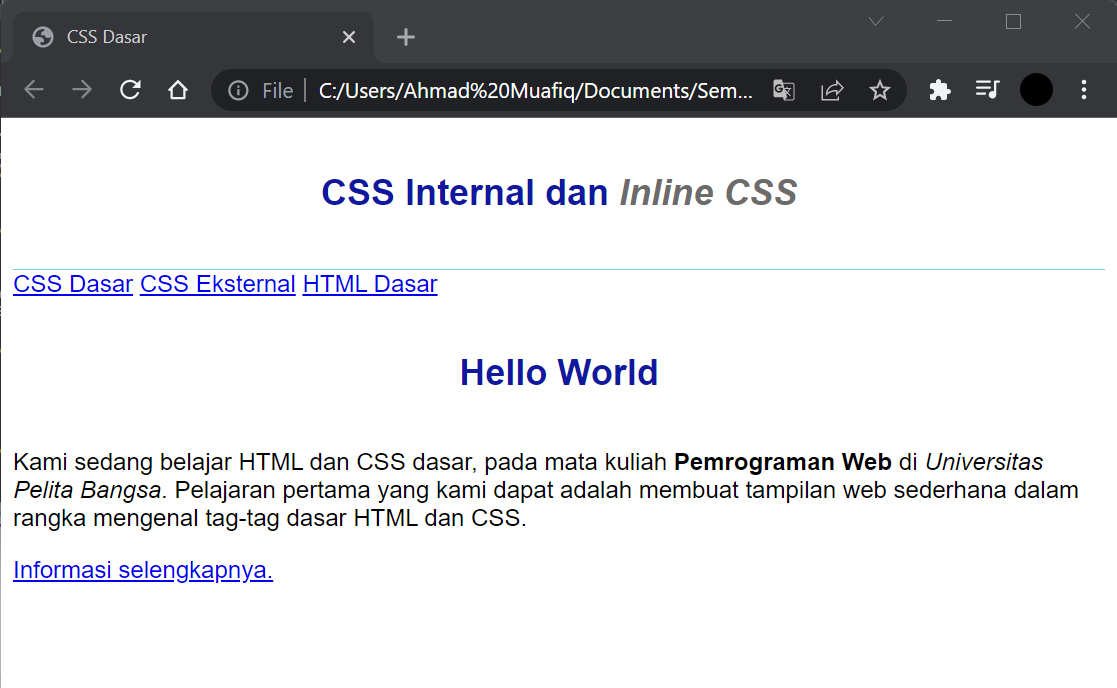 CSS Dasar
File
C:/Users/Ahmad%20Muafiq/Documents/Sem...
CSS Internal dan Inline CSS
CSS Dasar CSS Eksternal HTML Dasar
Hello World
Kami sedang belajar HTML dan CSS dasar, pada mata kuliah Pemrograman Web di Universitas
Pelita Bangsa. Pelajaran pertama yang kami dapat adalah membuat tampilan web sederhana dalam
rangka mengenal tag-tag dasar HTML dan CSS.
Informasi selengkapnya.